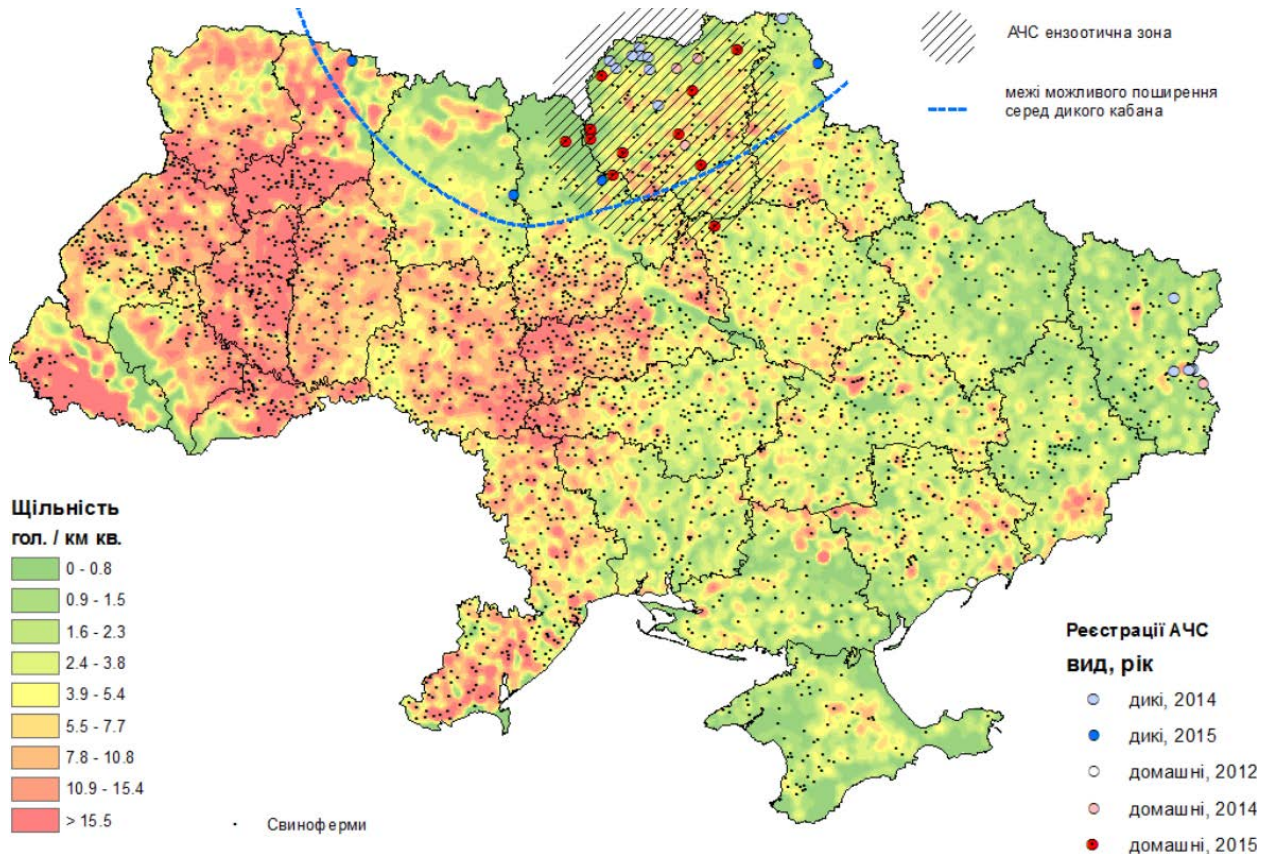 АЧС ензоотична зона
межі можливого поширення
серед дикого кабана
Щільність
гол. / км кв.
0 - 0.8
0.9 - 1.5
1.6 - 2.3
2.4 - 3.8
3.9 - 5.4
5.5 - 7.7
7.8 - 10.8
10.9 - 15.4
> 15.5
Свиноферми
Реєстрації АЧС
вид, рік
дикі, 2014
дикі, 2015
домашні, 2012
домашні, 2014
домашні, 2015